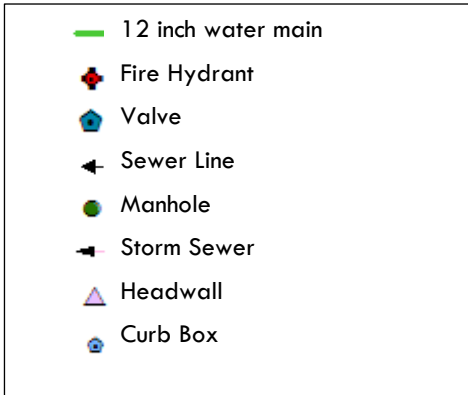 12 inch water main
Fire Hydrant
Valve
Sewer Line
Manhole
Storm Sewer
Headwall
Curb Box